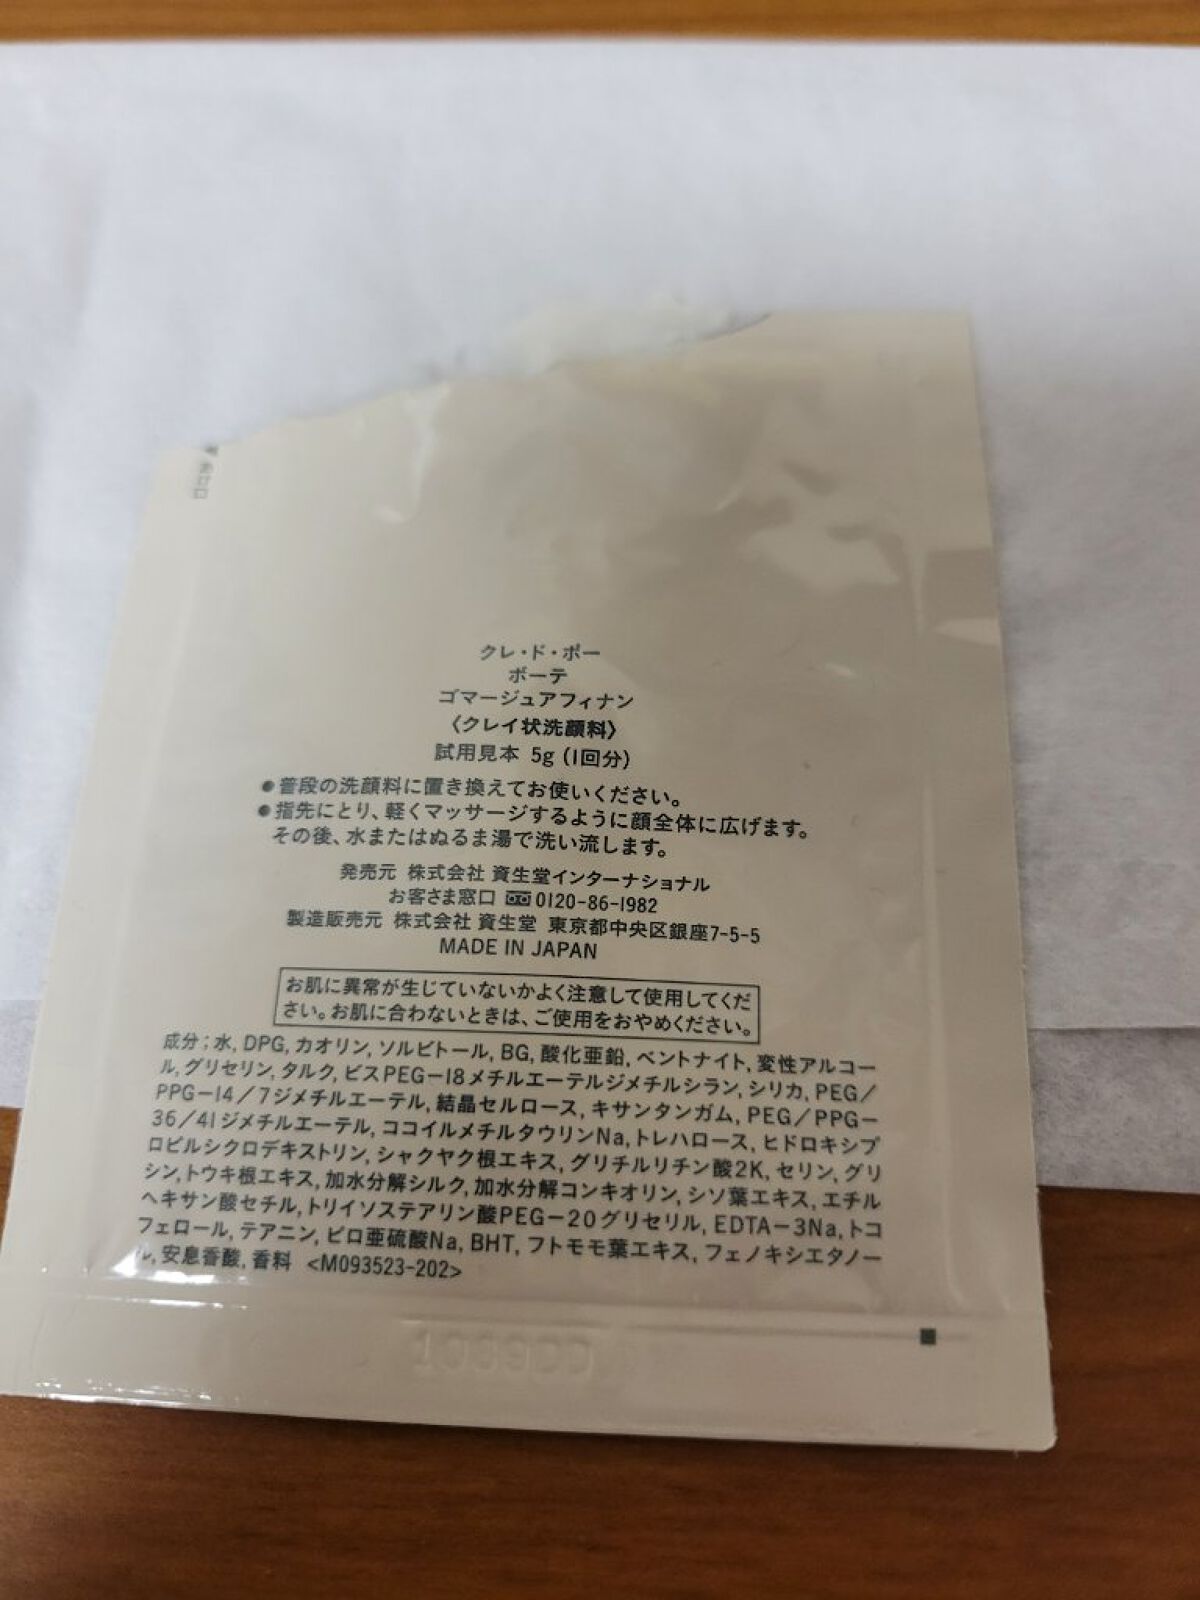 クレ・ド・ポー
ボーテ
ゴマージュアフィナン
〈クレイ状洗顔料〉
試用見本 5g（1回分）
●普段の洗顔料に置き換えてお使いください。
●指先にとり、軽くマッサージするように顔全体に広げます。
その後、水またはぬるま湯で洗い流します。
発売元 株式会社 資生堂インターナショナル
お客さま窓口 0120-86-1982
製造販売元 株式会社 資生堂 東京都中央区銀座7-5-5
MADE IN JAPAN
お肌に異常が生じていないかよく注意して使用してくだ
さい。お肌に合わないときは、ご使用をおやめください。
成分；水, DPG, カオリン, ソルビトール, BG, 酸化亜鉛, ベントナイト, 変性アルコー
ル, グリセリン, タルク, ビスPEG-18メチルエーテルジメチルシラン, シリカ, PEG／
PPG-14／7ジメチルエーテル, 結晶セルロース, キサンタンガム, PEG／PPG-
36／41ジメチルエーテル, ココイルメチルタウリンNa, トレハロース, ヒドロキシプ
ロピルシクロデキストリン, シャクヤク根エキス, グリチルリチン酸2K, セリン, グリ
シン, トウキ根エキス, 加水分解シルク, 加水分解コンキオリン, シソ葉エキス, エチル
ヘキサン酸セチル, トリイソステアリン酸PEG-20グリセリル, EDTA-3Na, トコ
フェロール, テアニン, ピロ亜硫酸Na, BHT, フトモモ葉エキス, フェノキシエタノー
ル, 安息香酸, 香料 <M093523-202>